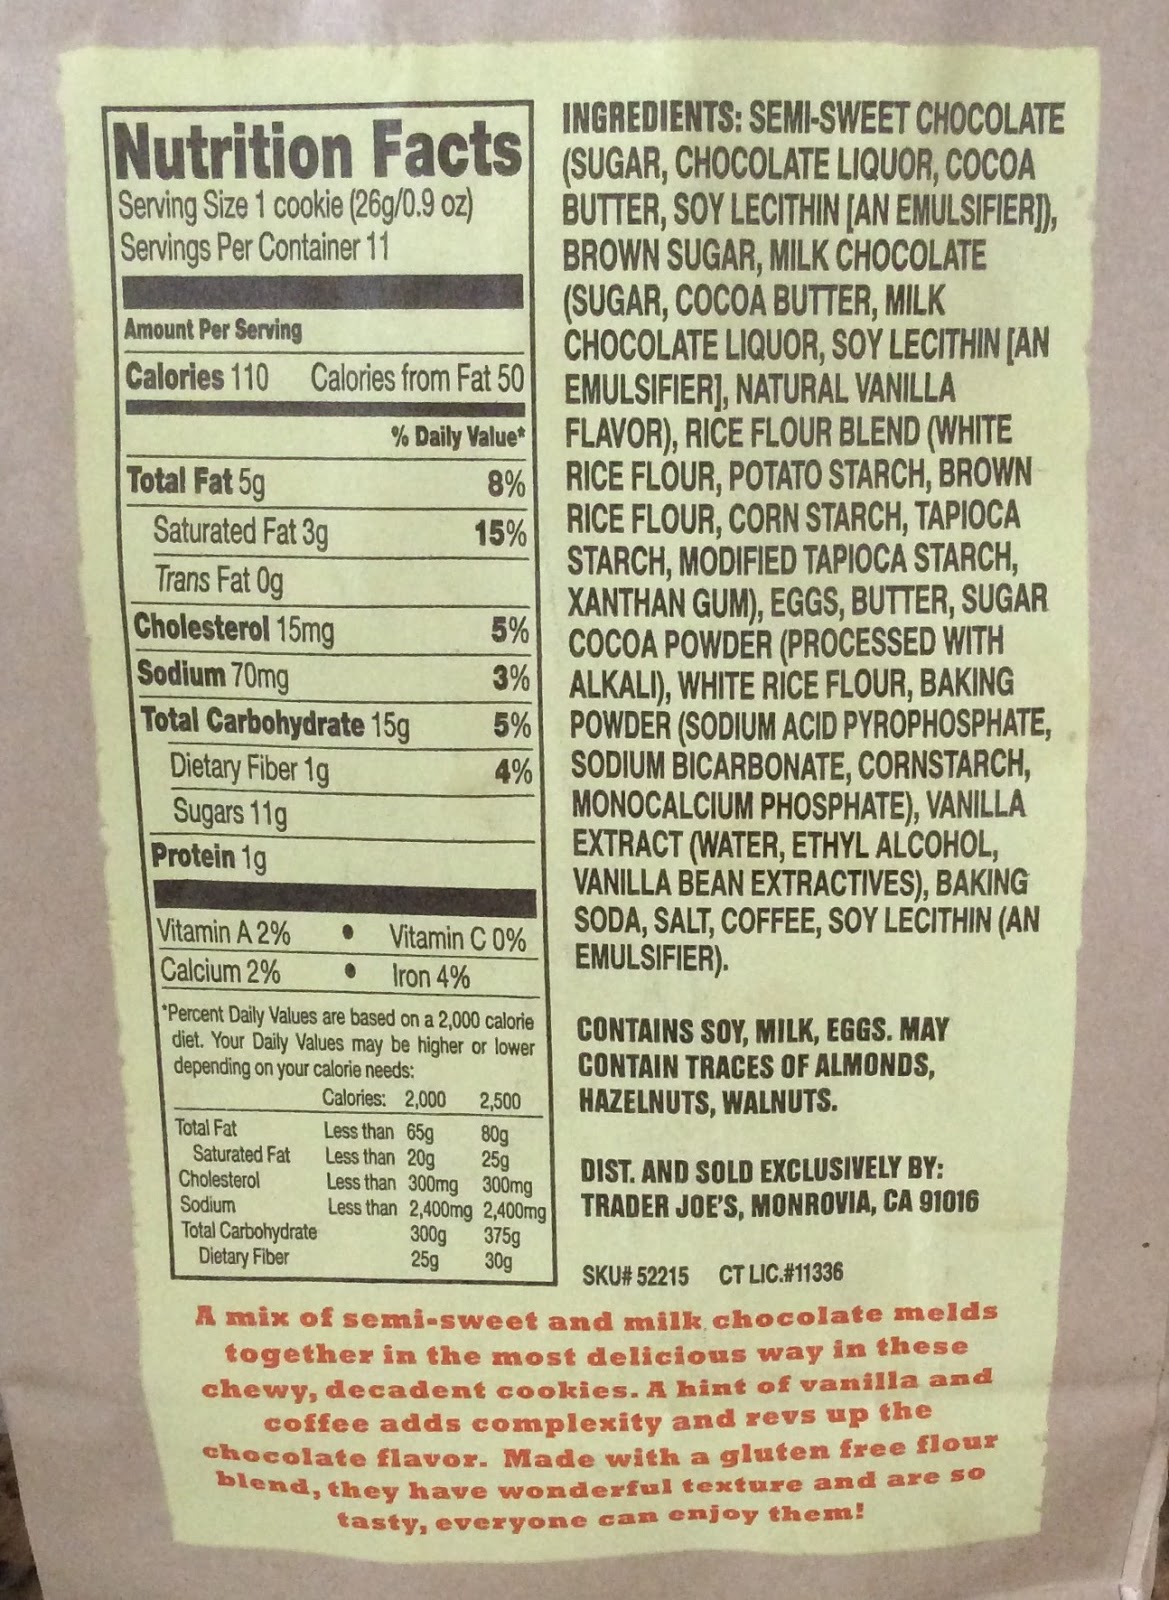 Nutrition Facts
Serving Size 1 cookie (26g/0.9 oz)
Servings Per Container 11
Amount Per Serving
Calories 110 Calories from Fat 50
% Daily Value*
Total Fat 5g 8%
Saturated Fat 3g 15%
Trans Fat 0g
Cholesterol 15mg 5%
Sodium 70mg 3%
Total Carbohydrate 15g 5%
Dietary Fiber 1g 4%
Sugars 11g
Protein 1g
Vitamin A 2% • Vitamin C 0%
Calcium 2% • Iron 4%
*Percent Daily Values are based on a 2,000 calorie
diet. Your Daily Values may be higher or lower
depending on your calorie needs:
Calories: 2,000 2,500
Total Fat Less than 65g 80g
Saturated Fat Less than 20g 25g
Cholesterol Less than 300mg 300mg
Sodium Less than 2,400mg 2,400mg
Total Carbohydrate 300g 375g
Dietary Fiber 25g 30g
INGREDIENTS: SEMI-SWEET CHOCOLATE
(SUGAR, CHOCOLATE LIQUOR, COCOA
BUTTER, SOY LECITHIN [AN EMULSIFIER]),
BROWN SUGAR, MILK CHOCOLATE
(SUGAR, COCOA BUTTER, MILK
CHOCOLATE LIQUOR, SOY LECITHIN [AN
EMULSIFIER], NATURAL VANILLA
FLAVOR), RICE FLOUR BLEND (WHITE
RICE FLOUR, POTATO STARCH, BROWN
RICE FLOUR, CORN STARCH, TAPIOCA
STARCH, MODIFIED TAPIOCA STARCH,
XANTHAN GUM), EGGS, BUTTER, SUGAR
COCOA POWDER (PROCESSED WITH
ALKALI), WHITE RICE FLOUR, BAKING
POWDER (SODIUM ACID PYROPHOSPHATE,
SODIUM BICARBONATE, CORNSTARCH,
MONOCALCIUM PHOSPHATE), VANILLA
EXTRACT (WATER, ETHYL ALCOHOL,
VANILLA BEAN EXTRACTIVES), BAKING
SODA, SALT, COFFEE, SOY LECITHIN (AN
EMULSIFIER).
CONTAINS SOY, MILK, EGGS. MAY
CONTAIN TRACES OF ALMONDS,
HAZELNUTS, WALNUTS.
DIST. AND SOLD EXCLUSIVELY BY:
TRADER JOE'S, MONROVIA, CA 91016
SKU# 52215 CT LIC.#11336
A mix of semi-sweet and milk chocolate melds
together in the most delicious way in these
chewy, decadent cookies. A hint of vanilla and
coffee adds complexity and revs up the
chocolate flavor. Made with a gluten free flour
blend, they have wonderful texture and are so
tasty, everyone can enjoy them!